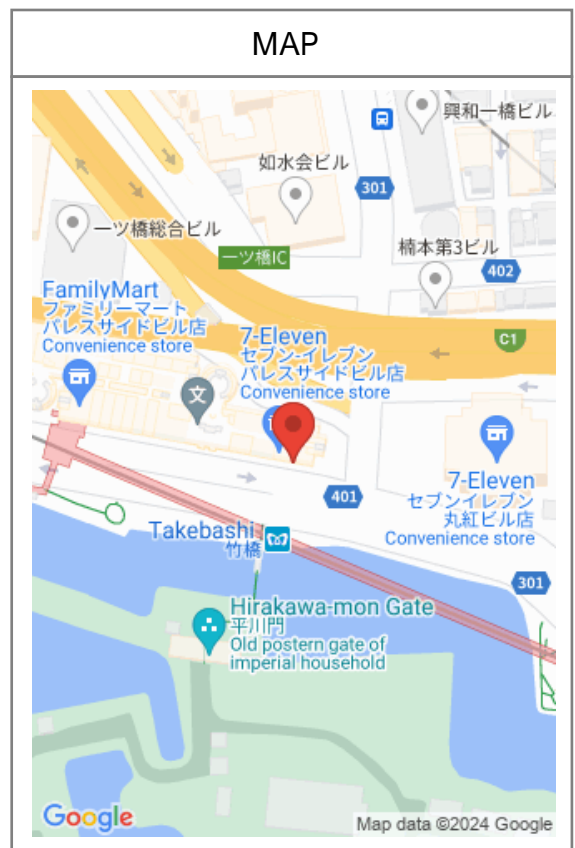 MAP
興和一橋ビル
如水会ビル
301
一ツ橋総合ビル
楠本第3ビル
一ツ橋IC
402
FamilyMart
ファミリーマート
パレスサイドビル店
Convenience store
7-Eleven
セブン-イレブン
パレスサイドビル店
Convenience store
C1
文
7-Eleven
セブンイレブン
丸紅ビル店
Convenience store
401
Takebashi
竹橋
301
Hirakawa-mon Gate
平川門
Old postern gate of
imperial household
Google
Map data ©2024 Google